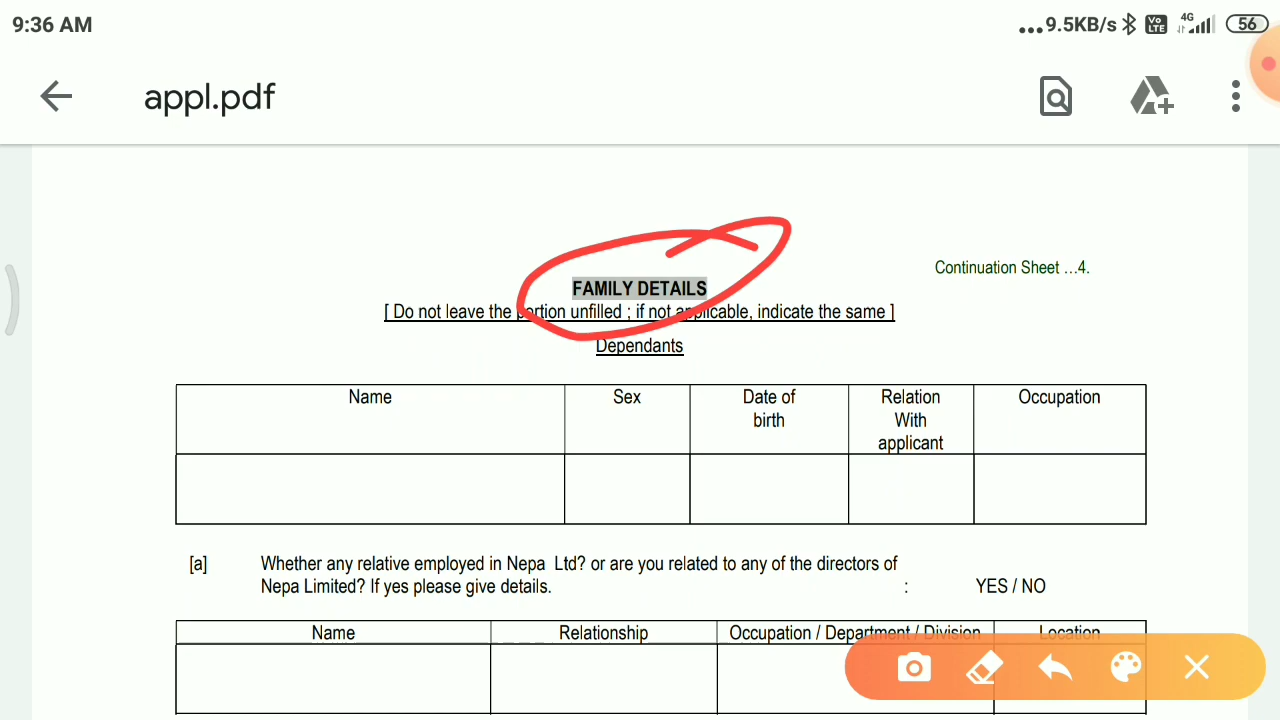 9:36 AM
...9.5KB/s VoLTE 4G 56
appl.pdf
Continuation Sheet ...4.
FAMILY DETAILS
[ Do not leave the portion unfilled ; if not applicable, indicate the same ]
Dependants
Name Sex Date of birth Relation With applicant Occupation
[a] Whether any relative employed in Nepa Ltd? or are you related to any of the directors of
Nepa Limited? If yes please give details. : YES / NO
Name Relationship Occupation / Department / Division Location